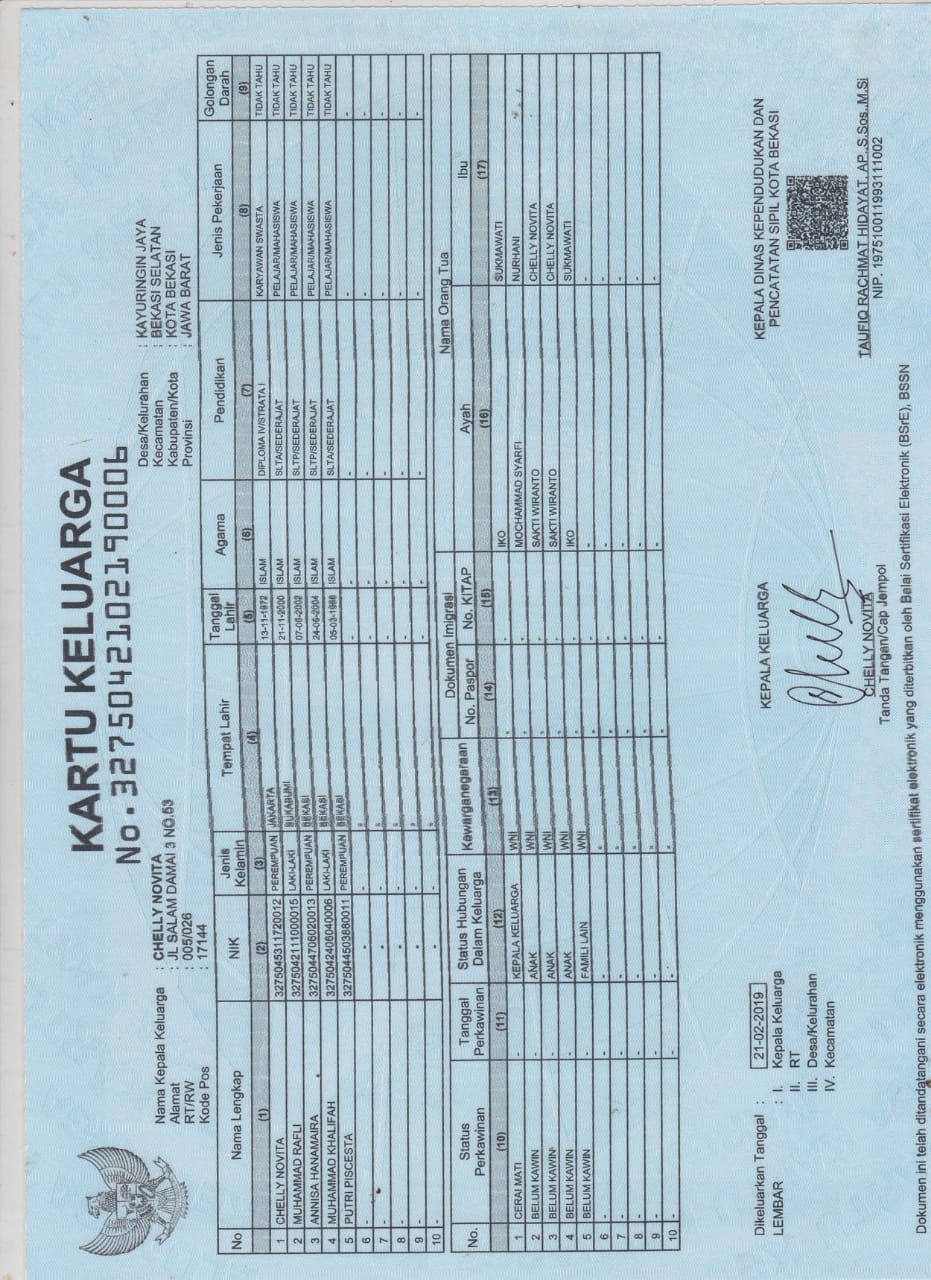 KARTU KELUARGA
No. 3275042102190006
Nama Kepala Keluarga : CHELLY NOVITA
Alamat : JL SALAM DAMAI 3 NO.53
RT/RW : 005/026
Kode Pos : 17144
Desa/Kelurahan : KAYURINGIN JAYA
Kecamatan : BEKASI SELATAN
Kabupaten/Kota : KOTA BEKASI
Provinsi : JAWA BARAT
No Nama Lengkap NIK Jenis Kelamin Tempat Lahir Tanggal Lahir Agama Pendidikan Jenis Pekerjaan Golongan Darah
(1) (2) (3) (4) (5) (6) (7) (8) (9)
1 CHELLY NOVITA 3275045311720012 PEREMPUAN JAKARTA 13-11-1972 ISLAM DIPLOMA IV/STRATA I KARYAWAN SWASTA TIDAK TAHU
2 MUHAMMAD RAFLI 3275042111000015 LAKI-LAKI SUKABUMI 21-11-2000 ISLAM SLTA/SEDERAJAT PELAJAR/MAHASISWA TIDAK TAHU
3 ANNISA HANAMAIRA 3275044706020013 PEREMPUAN BEKASI 07-06-2002 ISLAM SLTP/SEDERAJAT PELAJAR/MAHASISWA TIDAK TAHU
4 MUHAMMAD KHALIFAH 3275042406040006 LAKI-LAKI BEKASI 24-06-2004 ISLAM SLTP/SEDERAJAT PELAJAR/MAHASISWA TIDAK TAHU
5 PUTRI PISCESTA 3275044503880011 PEREMPUAN BEKASI 05-03-1988 ISLAM SLTA/SEDERAJAT PELAJAR/MAHASISWA TIDAK TAHU
6 - - - - - - - - -
7 - - - - - - - - -
8 - - - - - - - - -
9 - - - - - - - - -
10 - - - - - - - - -
No. Status Perkawinan Tanggal Perkawinan Status Hubungan Dalam Keluarga Kewarganegaraan Dokumen Imigrasi Nama Orang Tua
No. Paspor No. KITAP Ayah Ibu
(10) (11) (12) (13) (14) (15) (16) (17)
1 CERAI MATI - KEPALA KELUARGA WNI - - IKO SUKMAWATI
2 BELUM KAWIN - ANAK WNI - - MOCHAMMAD SYARFI NURHANI
3 BELUM KAWIN - ANAK WNI - - SAKTI WIRANTO CHELLY NOVITA
4 BELUM KAWIN - ANAK WNI - - SAKTI WIRANTO CHELLY NOVITA
5 BELUM KAWIN - FAMILI LAIN WNI - - IKO SUKMAWATI
6 - - - - - - - -
7 - - - - - - - -
8 - - - - - - - -
9 - - - - - - - -
10 - - - - - - - -
Dikeluarkan Tanggal : 21-02-2019
LEMBAR : I. Kepala Keluarga
II. RT
III. Desa/Kelurahan
IV. Kecamatan
KEPALA KELUARGA
CHELLY NOVITA
Tanda Tangan/Cap Jempol
KEPALA DINAS KEPENDUDUKAN DAN
PENCATATAN SIPIL KOTA BEKASI
TAUFIQ RACHMAT HIDAYAT, AP.,S.Sos.,M.Si
NIP. 197510011993111002
Dokumen ini telah ditandatangani secara elektronik menggunakan sertifikat elektronik yang diterbitkan oleh Balai Sertifikasi Elektronik (BSrE), BSSN